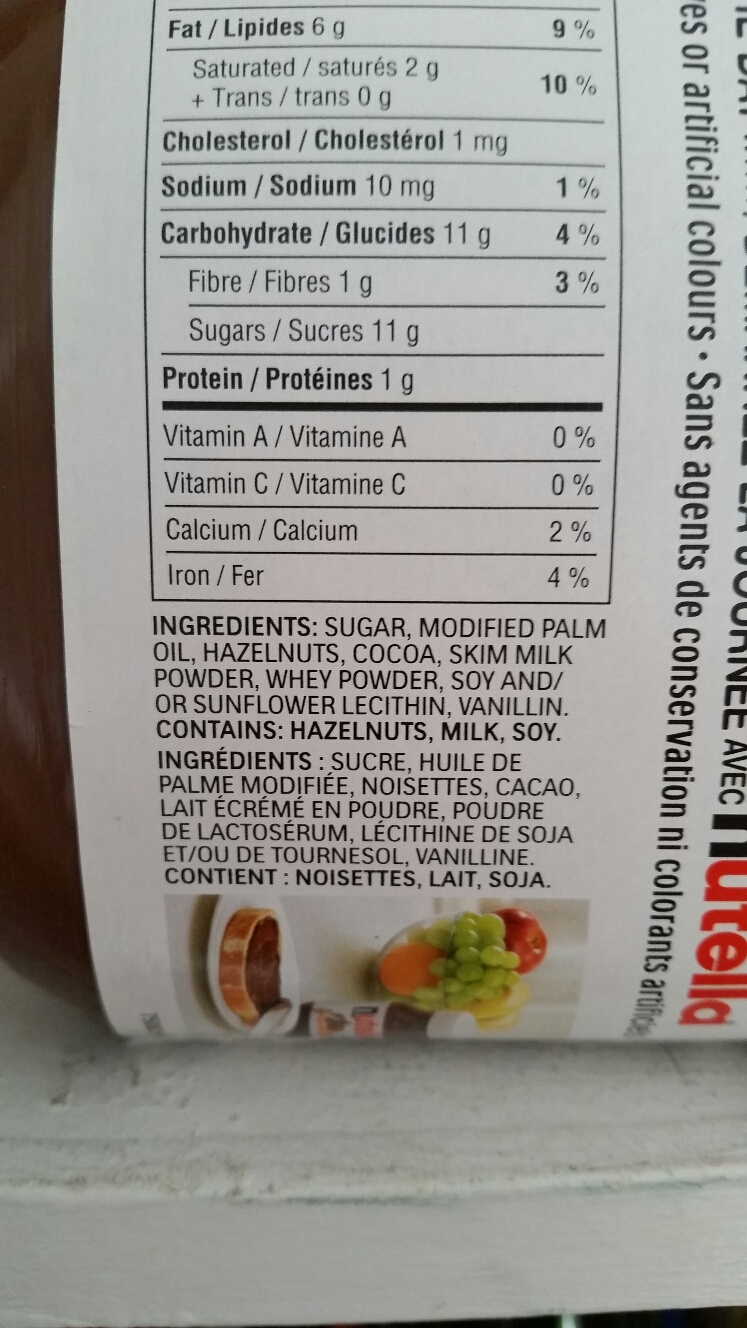 Fat / Lipides 6 g 9 %
Saturated / saturés 2 g
+ Trans / trans 0 g 10 %
Cholesterol / Cholestérol 1 mg
Sodium / Sodium 10 mg 1 %
Carbohydrate / Glucides 11 g 4 %
Fibre / Fibres 1 g 3 %
Sugars / Sucres 11 g
Protein / Protéines 1 g
Vitamin A / Vitamine A 0 %
Vitamin C / Vitamine C 0 %
Calcium / Calcium 2 %
Iron / Fer 4 %
INGREDIENTS: SUGAR, MODIFIED PALM
OIL, HAZELNUTS, COCOA, SKIM MILK
POWDER, WHEY POWDER, SOY AND/
OR SUNFLOWER LECITHIN, VANILLIN.
CONTAINS: HAZELNUTS, MILK, SOY.
INGRÉDIENTS : SUCRE, HUILE DE
PALME MODIFIÉE, NOISETTES, CACAO,
LAIT ÉCRÉMÉ EN POUDRE, POUDRE
DE LACTOSÉRUM, LÉCITHINE DE SOJA
ET/OU DE TOURNESOL, VANILLINE.
CONTIENT : NOISETTES, LAIT, SOJA.
or artificial colours • Sans agents de conservation ni colorants
JOURNÉE AVEC nutella